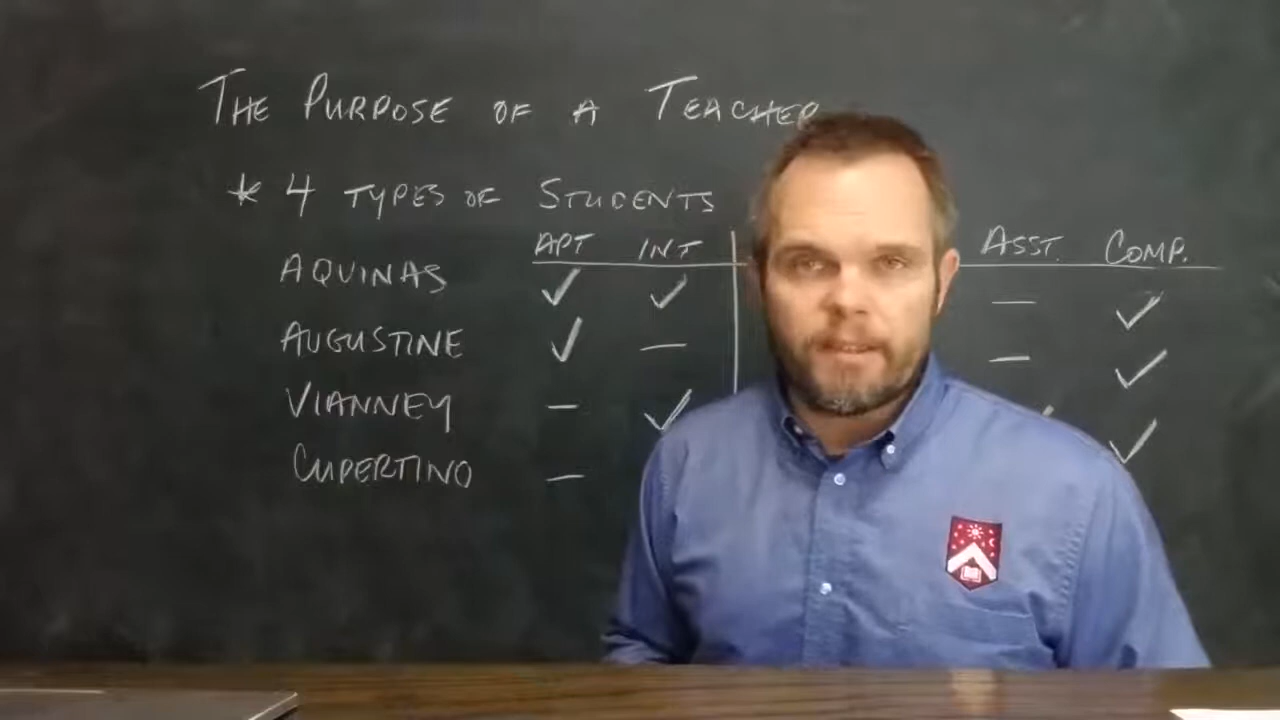 THE PURPOSE OF A TEACHER
* 4 TYPES OF STUDENTS
APT INT ASST. COMP.
AQUINAS ✓ ✓ — ✓
AUGUSTINE ✓ — — ✓
VIANNEY — ✓ ✓
CUPERTINO —